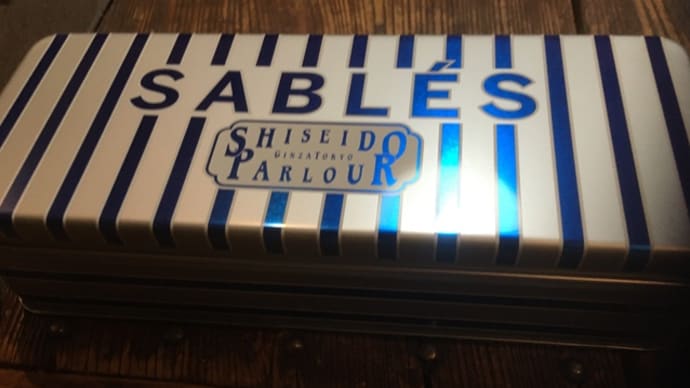 SABLÉS
SHISEIDO
GINZA TOKYO
PARLOUR